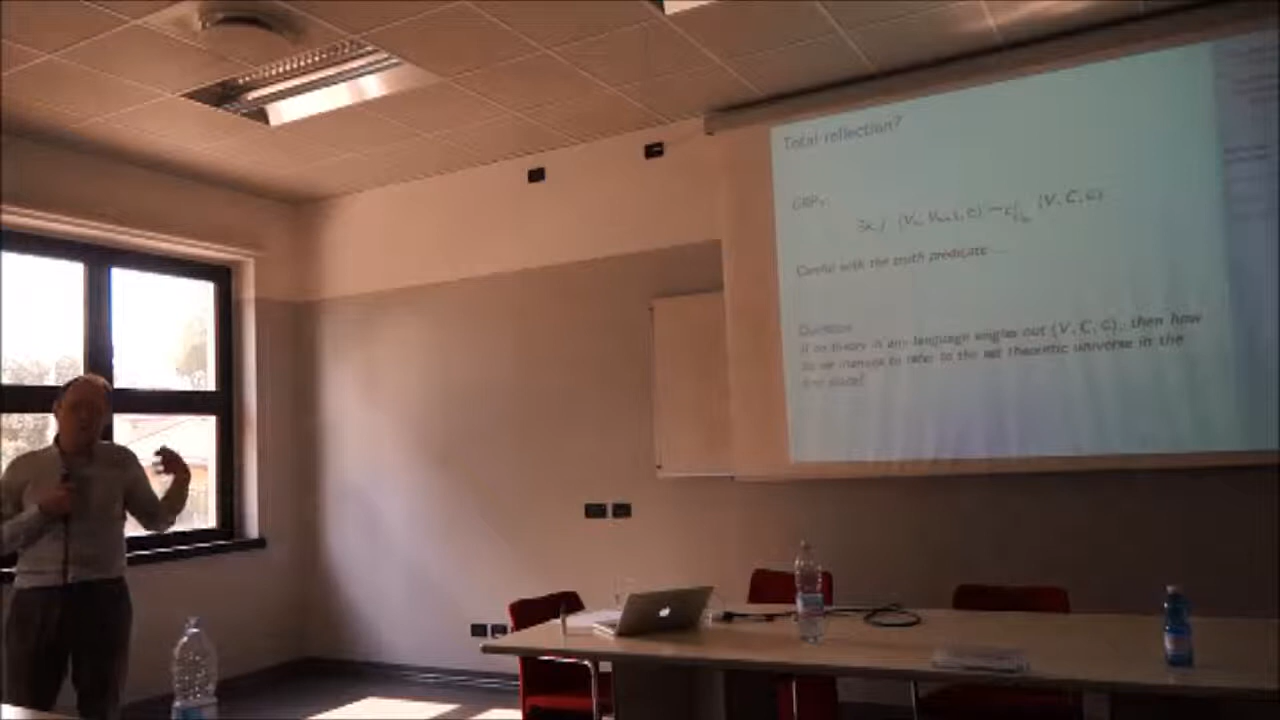 Total reflection?
(V, C, ∈)
Careful with the truth predicate ...
Question
If no theory in any language singles out (V, C, ∈), then how
do we manage to refer to the set theoretic universe in the
first place?